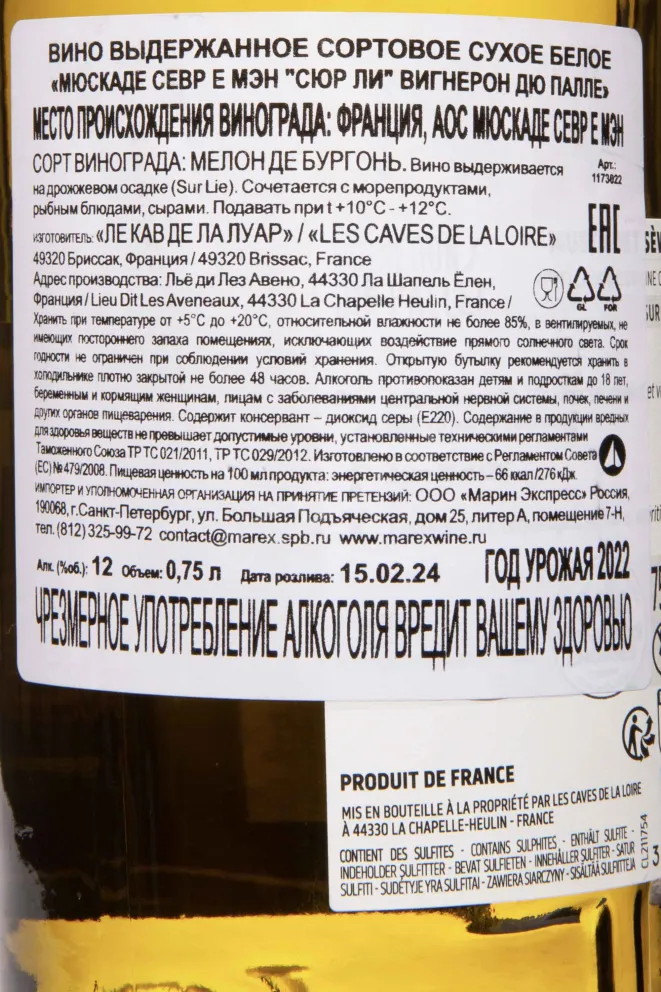 ВИНО ВЫДЕРЖАННОЕ СОРТОВОЕ СУХОЕ БЕЛОЕ
«МЮСКАДЕ СЕВР Е МЭН "СЮР ЛИ" ВИГНЕРОН ДЮ ПАЛЛЕ»
МЕСТО ПРОИСХОЖДЕНИЯ ВИНОГРАДА: ФРАНЦИЯ, АОС МЮСКАДЕ СЕВР Е МЭН
СОРТ ВИНОГРАДА: МЕЛОН ДЕ БУРГОНЬ. Вино выдерживается
на дрожжевом осадке (Sur Lie). Сочетается с морепродуктами,
рыбным блюдами, сырами. Подавать при t +10°C - +12°C.
Арт.:
1173822
ИЗГОТОВИТЕЛЬ: «ЛЕ КАВ ДЕ ЛА ЛУАР» / «LES CAVES DE LA LOIRE»
EAC
49320 Бриссак, Франция / 49320 Brissac, France
Адрес производства: Льё ди Лез Авено, 44330 Ла Шапель Ёлен,
Франция / Lieu Dit Les Aveneaux, 44330 La Chapelle Heulin, France /
GL FOR
Хранить при температуре от +5°C до +20°C, относительной влажности не более 85%, в вентилируемых, не
имеющих постороннего запаха помещениях, исключающих воздействие прямого солнечного света. Срок
годности не ограничен при соблюдении условий хранения. Открытую бутылку рекомендуется хранить в
холодильнике плотно закрытой не более 48 часов. Алкоголь противопоказан детям и подросткам до 18 лет,
беременным и кормящим женщинам, лицам с заболеваниями центральной нервной системы, почек, печени и
других органов пищеварения. Содержит консервант – диоксид серы (E220). Содержание в продукции вредных
для здоровья веществ не превышает допустимые уровни, установленные техническими регламентами
Таможенного Союза ТР ТС 021/2011, ТР ТС 029/2012. Изготовлено в соответствие с Регламентом Совета
(ЕС) № 479/2008. Пищевая ценность на 100 мл продукта: энергетическая ценность – 66 ккал/276 кДж.
ИМПОРТЕР И УПОЛНОМОЧЕННАЯ ОРГАНИЗАЦИЯ НА ПРИНЯТИЕ ПРЕТЕНЗИЙ: ООО «Марин Экспресс» Россия,
190068, г.Санкт-Петербург, ул. Большая Подъяческая, дом 25, литер А, помещение 7-Н,
тел. (812) 325-99-72 contact@marex.spb.ru www.marexwine.ru
Алк. (%об.): 12 Объем: 0,75 л Дата розлива: 15.02.24 ГОД УРОЖАЯ 2022
ЧРЕЗМЕРНОЕ УПОТРЕБЛЕНИЕ АЛКОГОЛЯ ВРЕДИТ ВАШЕМУ ЗДОРОВЬЮ
PRODUIT DE FRANCE
MIS EN BOUTEILLE À LA PROPRIÉTÉ PAR LES CAVES DE LA LOIRE
À 44330 LA CHAPELLE-HEULIN - FRANCE
CONTIENT DES SULFITES - CONTAINS SULPHITES - ENTHÄLT SULFITE -
INDEHOLDER SULFITTER - BEVAT SULFIETEN - INNEHÅLLER SULFITER - SATUR
SULFĪTI - SUDĖTYJE YRA SULFITAI - ZAWIERA SIARCZYNY - SISÄLTÄÄ SULFIITTEJA
CL211754